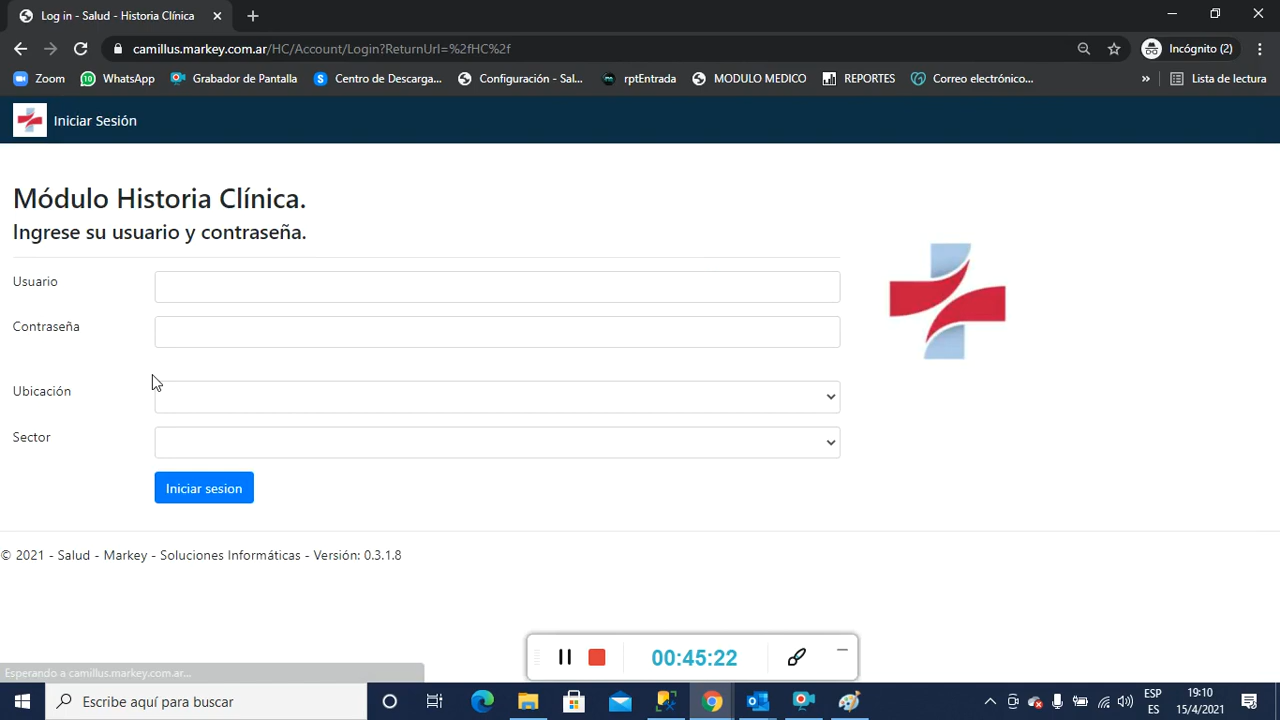 Log in - Salud - Historia Clínica
camillus.markey.com.ar/HC/Account/Login?ReturnUrl=%2fHC%2f
Incógnito (2)
Zoom
WhatsApp
Grabador de Pantalla
Centro de Descarga...
Configuración - Sal...
rptEntrada
MODULO MEDICO
REPORTES
Correo electrónico...
»
Lista de lectura
Iniciar Sesión
Módulo Historia Clínica.
Ingrese su usuario y contraseña.
Usuario
Contraseña
Ubicación
Sector
Iniciar sesion
© 2021 - Salud - Markey - Soluciones Informáticas - Versión: 0.3.1.8
00:45:22
Esperando a camillus.markey.com.ar...
Escribe aquí para buscar
ESP
ES
19:10
15/4/2021